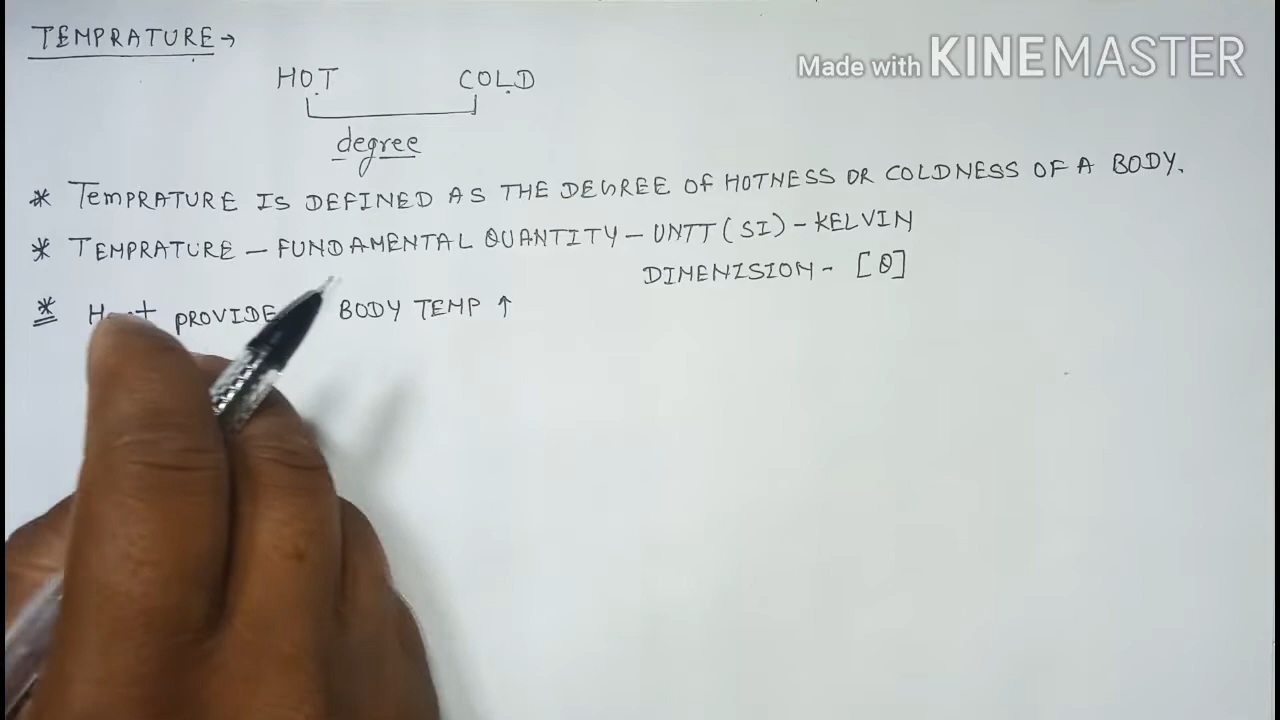 TEMPRATURE →
Made with KINEMASTER
HOT COLD
degree
* TEMPRATURE IS DEFINED AS THE DEGREE OF HOTNESS OR COLDNESS OF A BODY.
* TEMPRATURE – FUNDAMENTAL QUANTITY – UNIT (SI) – KELVIN
DIMENISION – [θ]
* PROVIDE BODY TEMP ↑